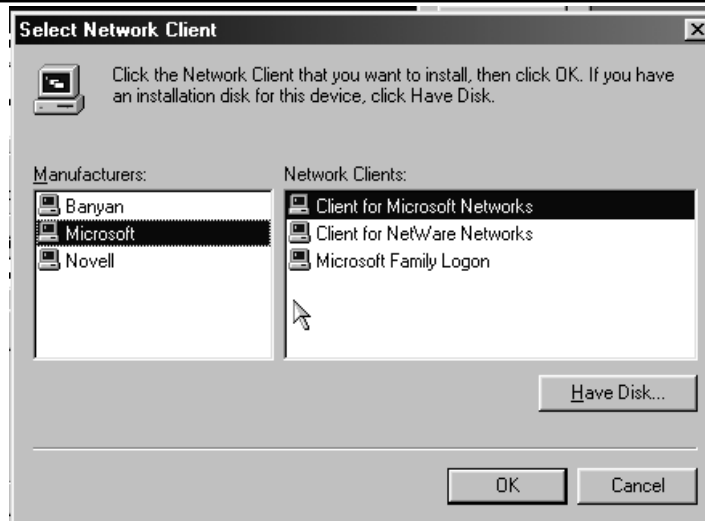 Select Network Client
Click the Network Client that you want to install, then click OK. If you have
an installation disk for this device, click Have Disk.
Manufacturers:
Banyan
Microsoft
Novell
Network Clients:
Client for Microsoft Networks
Client for NetWare Networks
Microsoft Family Logon
Have Disk...
OK
Cancel